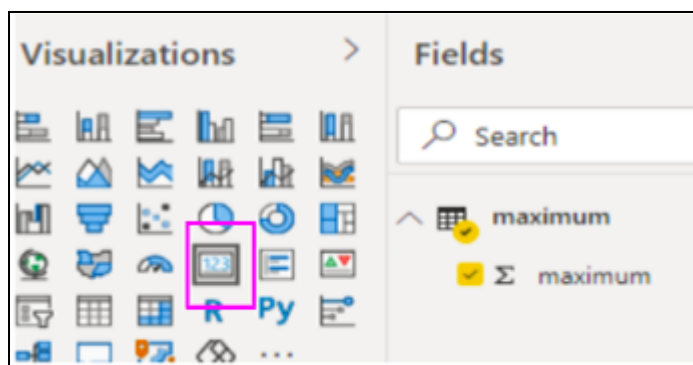 Visualizations
Fields
Search
maximum
123
Σ maximum
R
Py